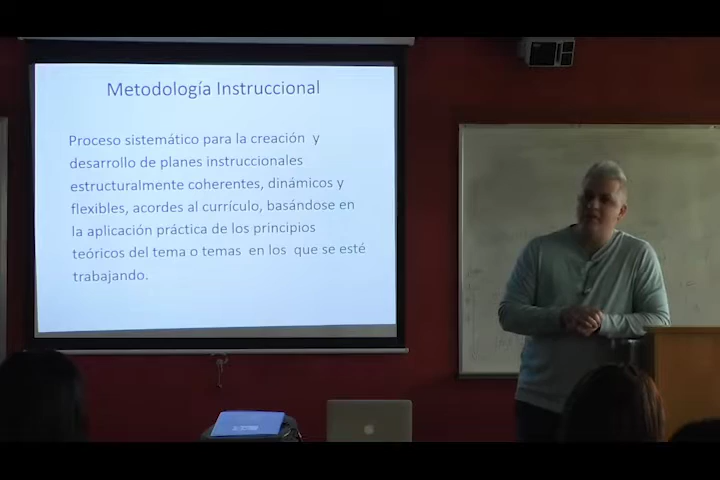 Metodología Instruccional
Proceso sistemático para la creación y
desarrollo de planes instruccionales
estructuralmente coherentes, dinámicos y
flexibles, acordes al currículo, basándose en
la aplicación práctica de los principios
teóricos del tema o temas en los que se esté
trabajando.